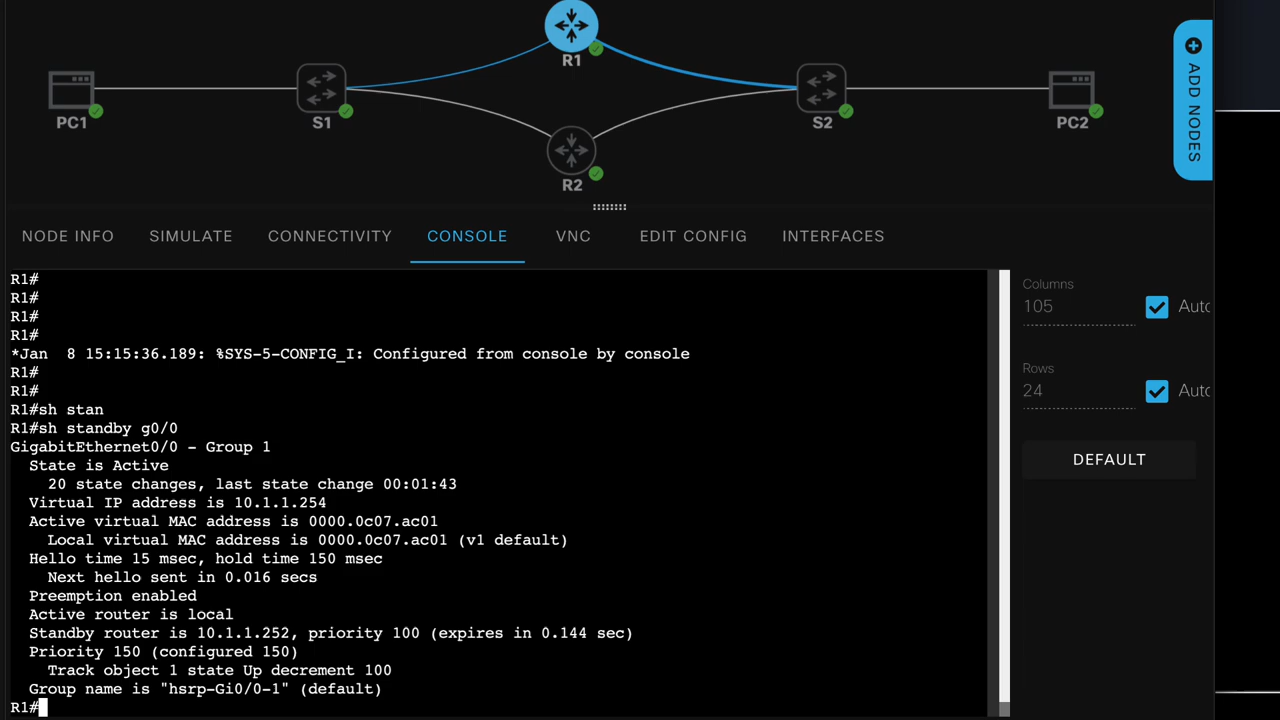 R1
PC1
S1
S2
PC2
R2
ADD NODES
NODE INFO
SIMULATE
CONNECTIVITY
CONSOLE
VNC
EDIT CONFIG
INTERFACES
R1#
R1#
R1#
R1#
*Jan  8 15:15:36.189: %SYS-5-CONFIG_I: Configured from console by console
R1#
R1#
R1#sh stan
R1#sh standby g0/0
GigabitEthernet0/0 - Group 1
  State is Active
    20 state changes, last state change 00:01:43
  Virtual IP address is 10.1.1.254
  Active virtual MAC address is 0000.0c07.ac01
    Local virtual MAC address is 0000.0c07.ac01 (v1 default)
  Hello time 15 msec, hold time 150 msec
    Next hello sent in 0.016 secs
  Preemption enabled
  Active router is local
  Standby router is 10.1.1.252, priority 100 (expires in 0.144 sec)
  Priority 150 (configured 150)
    Track object 1 state Up decrement 100
  Group name is "hsrp-Gi0/0-1" (default)
R1#
Columns
105
Auto
Rows
24
Auto
DEFAULT